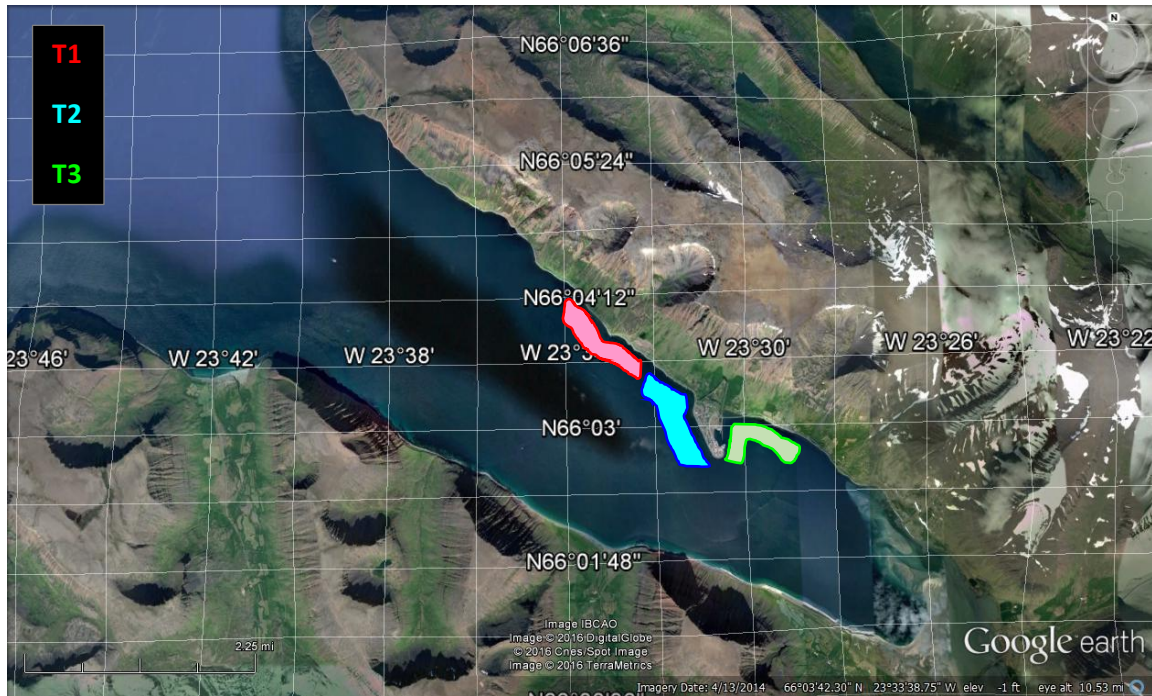 T1
T2
T3
N
N66°06'36"
N66°05'24"
N66°04'12"
23°46'
W 23°42'
W 23°38'
W 23°3
W 23°30'
W 23°26'
W 23°22'
N66°03'
N66°01'48"
2.25 mi
Image IBCAO
Image © 2016 DigitalGlobe
© 2016 Cnes/Spot Image
Image © 2016 TerraMetrics
Google earth
Imagery Date: 4/13/2014 66°03'42.30" N 23°33'38.75" W elev -1 ft eye alt 10.53 mi